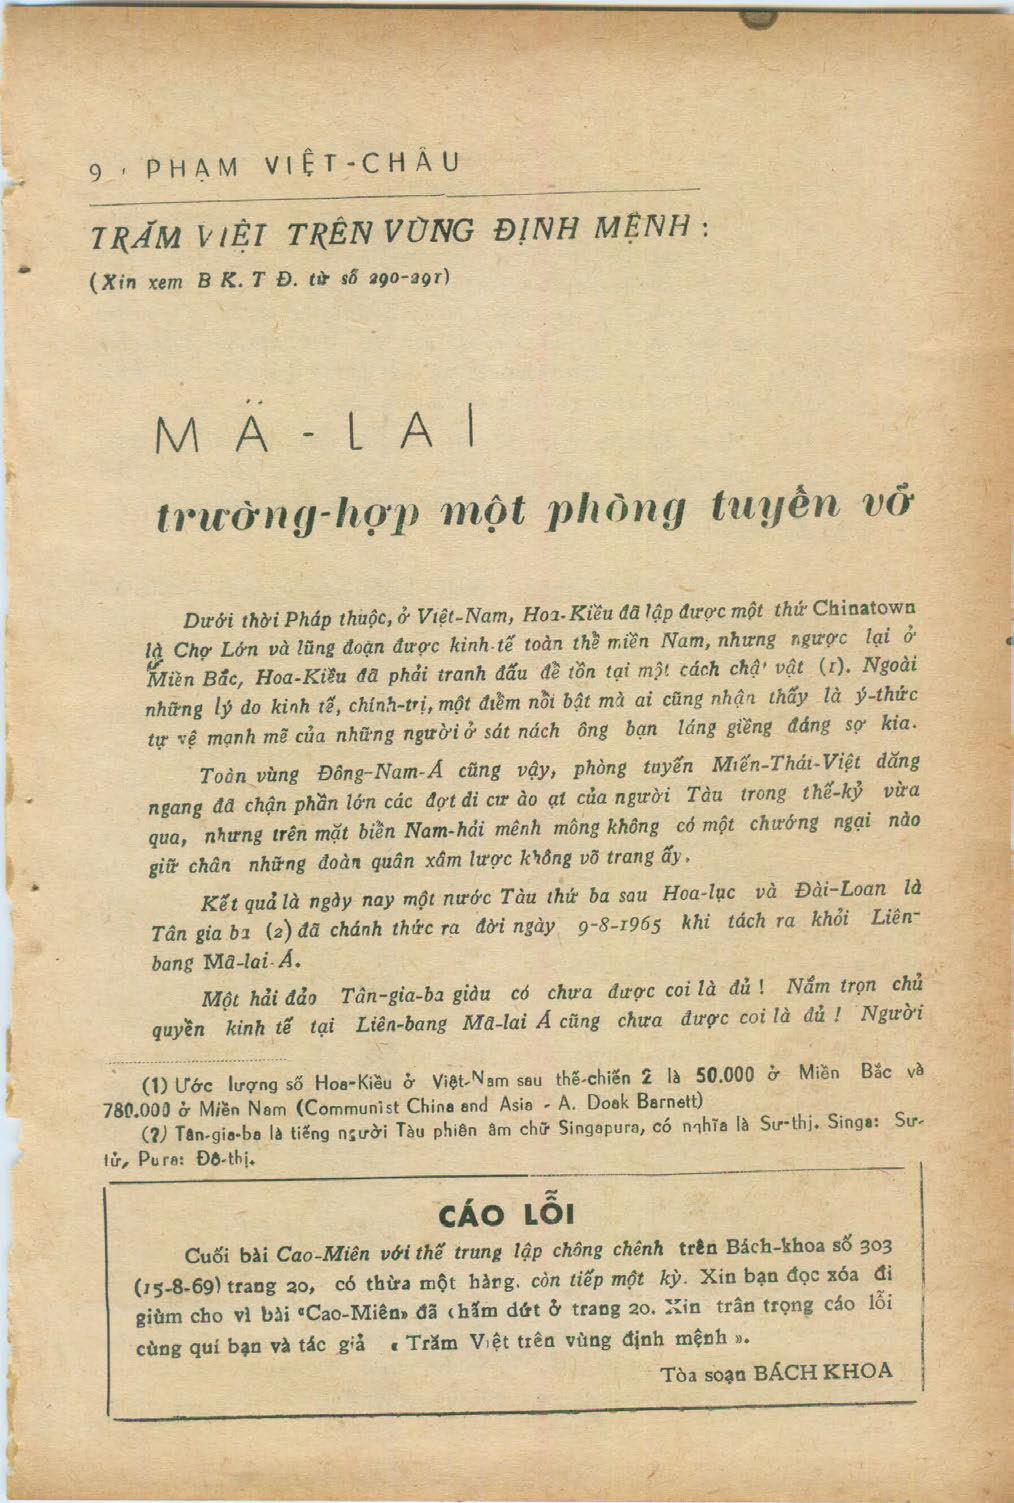 9 · PHẠM VIỆT-CHÂU
TRĂM VIỆT TRÊN VÙNG ĐỊNH MỆNH :
(Xin xem B K. T Đ. từ số 290-291)
MÃ-LAI
trường-hợp một phòng tuyến vỡ
Dưới thời Pháp thuộc, ở Việt-Nam, Hoa-Kiều đã lập được một thứ Chinatown
là Chợ Lớn và lũng đoạn được kinh-tế toàn thể miền Nam, nhưng ngược lại ở
Miền Bắc, Hoa-Kiều đã phải tranh đấu để tồn tại một cách chật vật (1). Ngoài
những lý do kinh tế, chính-trị, một điểm nổi bật mà ai cũng nhận thấy là ý-thức
tự vệ mạnh mẽ của những người ở sát nách ông bạn láng giềng đáng sợ kia.
Toàn vùng Đông-Nam-Á cũng vậy, phòng tuyến Miến-Thái-Việt dăng
ngang đã chận phần lớn các đợt di cư ào ạt của người Tàu trong thế-kỷ vừa
qua, nhưng trên mặt biển Nam-hải mênh mông không có một chướng ngại nào
giữ chân những đoàn quân xâm lược không võ trang ấy.
Kết quả là ngày nay một nước Tàu thứ ba sau Hoa-lục và Đài-Loan là
Tân gia ba (2) đã chánh thức ra đời ngày 9-8-1965 khi tách ra khỏi Liên-
bang Mã-lai-Á.
Một hải đảo Tân-gia-ba giàu có chưa được coi là đủ ! Nắm trọn chủ
quyền kinh tế tại Liên-bang Mã-lai Á cũng chưa được coi là đủ ! Người
(1) Ước lượng số Hoa-Kiều ở Việt-Nam sau thế-chiến 2 là 50.000 ở Miền Bắc và
780.000 ở Miền Nam (Communist China and Asia - A. Doak Barnett)
(2) Tân-gia-ba là tiếng người Tàu phiên âm chữ Singapura, có nghĩa là Sư-thị. Singa: Sư-
tử, Pura: Đô-thị.
CÁO LỖI
Cuối bài Cao-Miên với thế trung lập chông chênh trên Bách-khoa số 303
(15-8-69) trang 20, có thừa một hàng. còn tiếp một kỳ. Xin bạn đọc xóa đi
giùm cho vì bài «Cao-Miên» đã chấm dứt ở trang 20. Xin trân trọng cáo lỗi
cùng quí bạn và tác giả « Trăm Việt trên vùng định mệnh ».
Tòa soạn BÁCH KHOA